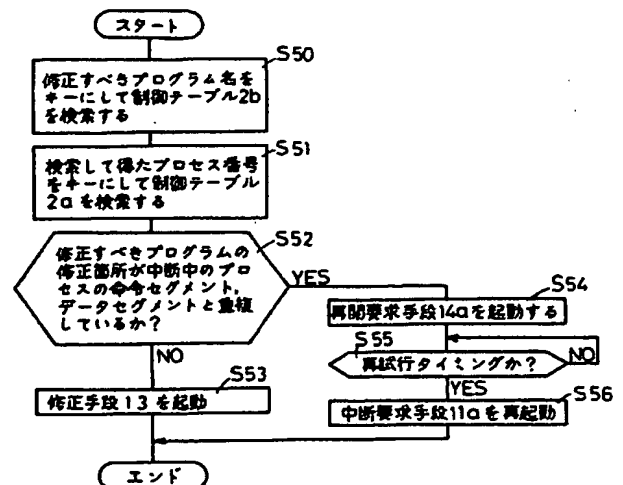 スタート
S50
修正すべきプログラム名を
キーにして制御テーブル2b
を検索する
S51
検索して得たプロセス番号
をキーにして制御テーブル
2aを検索する
S52
修正すべきプログラムの
修正箇所が中断中のプロ
セスの命令セグメント,
データセグメントと重複
しているか?
YES
S54
再開要求手段14aを起動する
S55
再試行タイミングか?
NO
NO
YES
S53
修正手段13を起動
S56
中断要求手段11aを再起動
エンド